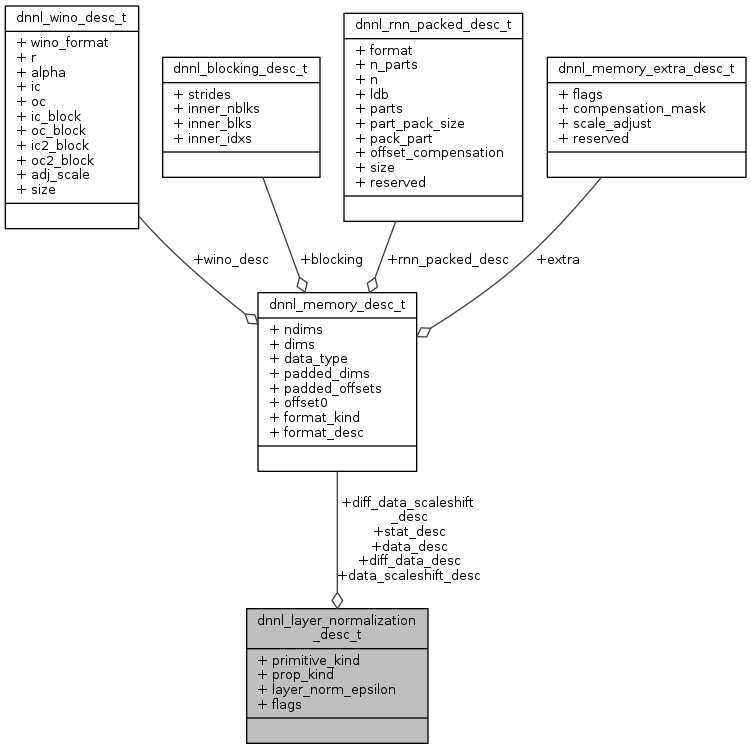 dnnl_wino_desc_t
+ wino_format
+ r
+ alpha
+ ic
+ oc
+ ic_block
+ oc_block
+ ic2_block
+ oc2_block
+ adj_scale
+ size
dnnl_blocking_desc_t
+ strides
+ inner_nblks
+ inner_blks
+ inner_idxs
dnnl_rnn_packed_desc_t
+ format
+ n_parts
+ n
+ ldb
+ parts
+ part_pack_size
+ pack_part
+ offset_compensation
+ size
+ reserved
dnnl_memory_extra_desc_t
+ flags
+ compensation_mask
+ scale_adjust
+ reserved
+wino_desc
+blocking
+rnn_packed_desc
+extra
dnnl_memory_desc_t
+ ndims
+ dims
+ data_type
+ padded_dims
+ padded_offsets
+ offset0
+ format_kind
+ format_desc
+diff_data_scaleshift
_desc
+stat_desc
+data_desc
+diff_data_desc
+data_scaleshift_desc
dnnl_layer_normalization
_desc_t
+ primitive_kind
+ prop_kind
+ layer_norm_epsilon
+ flags